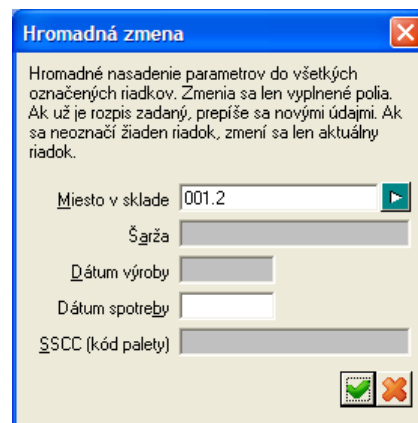 Hromadná zmena
Hromadné nasadenie parametrov do všetkých
označených riadkov. Zmenia sa len vyplnené polia.
Ak už je rozpis zadaný, prepíše sa novými údajmi. Ak
sa neoznačí žiaden riadok, zmení sa len aktuálny
riadok.
Miesto v sklade 001.2
Šarža
Dátum výroby
Dátum spotreby
SSCC (kód palety)